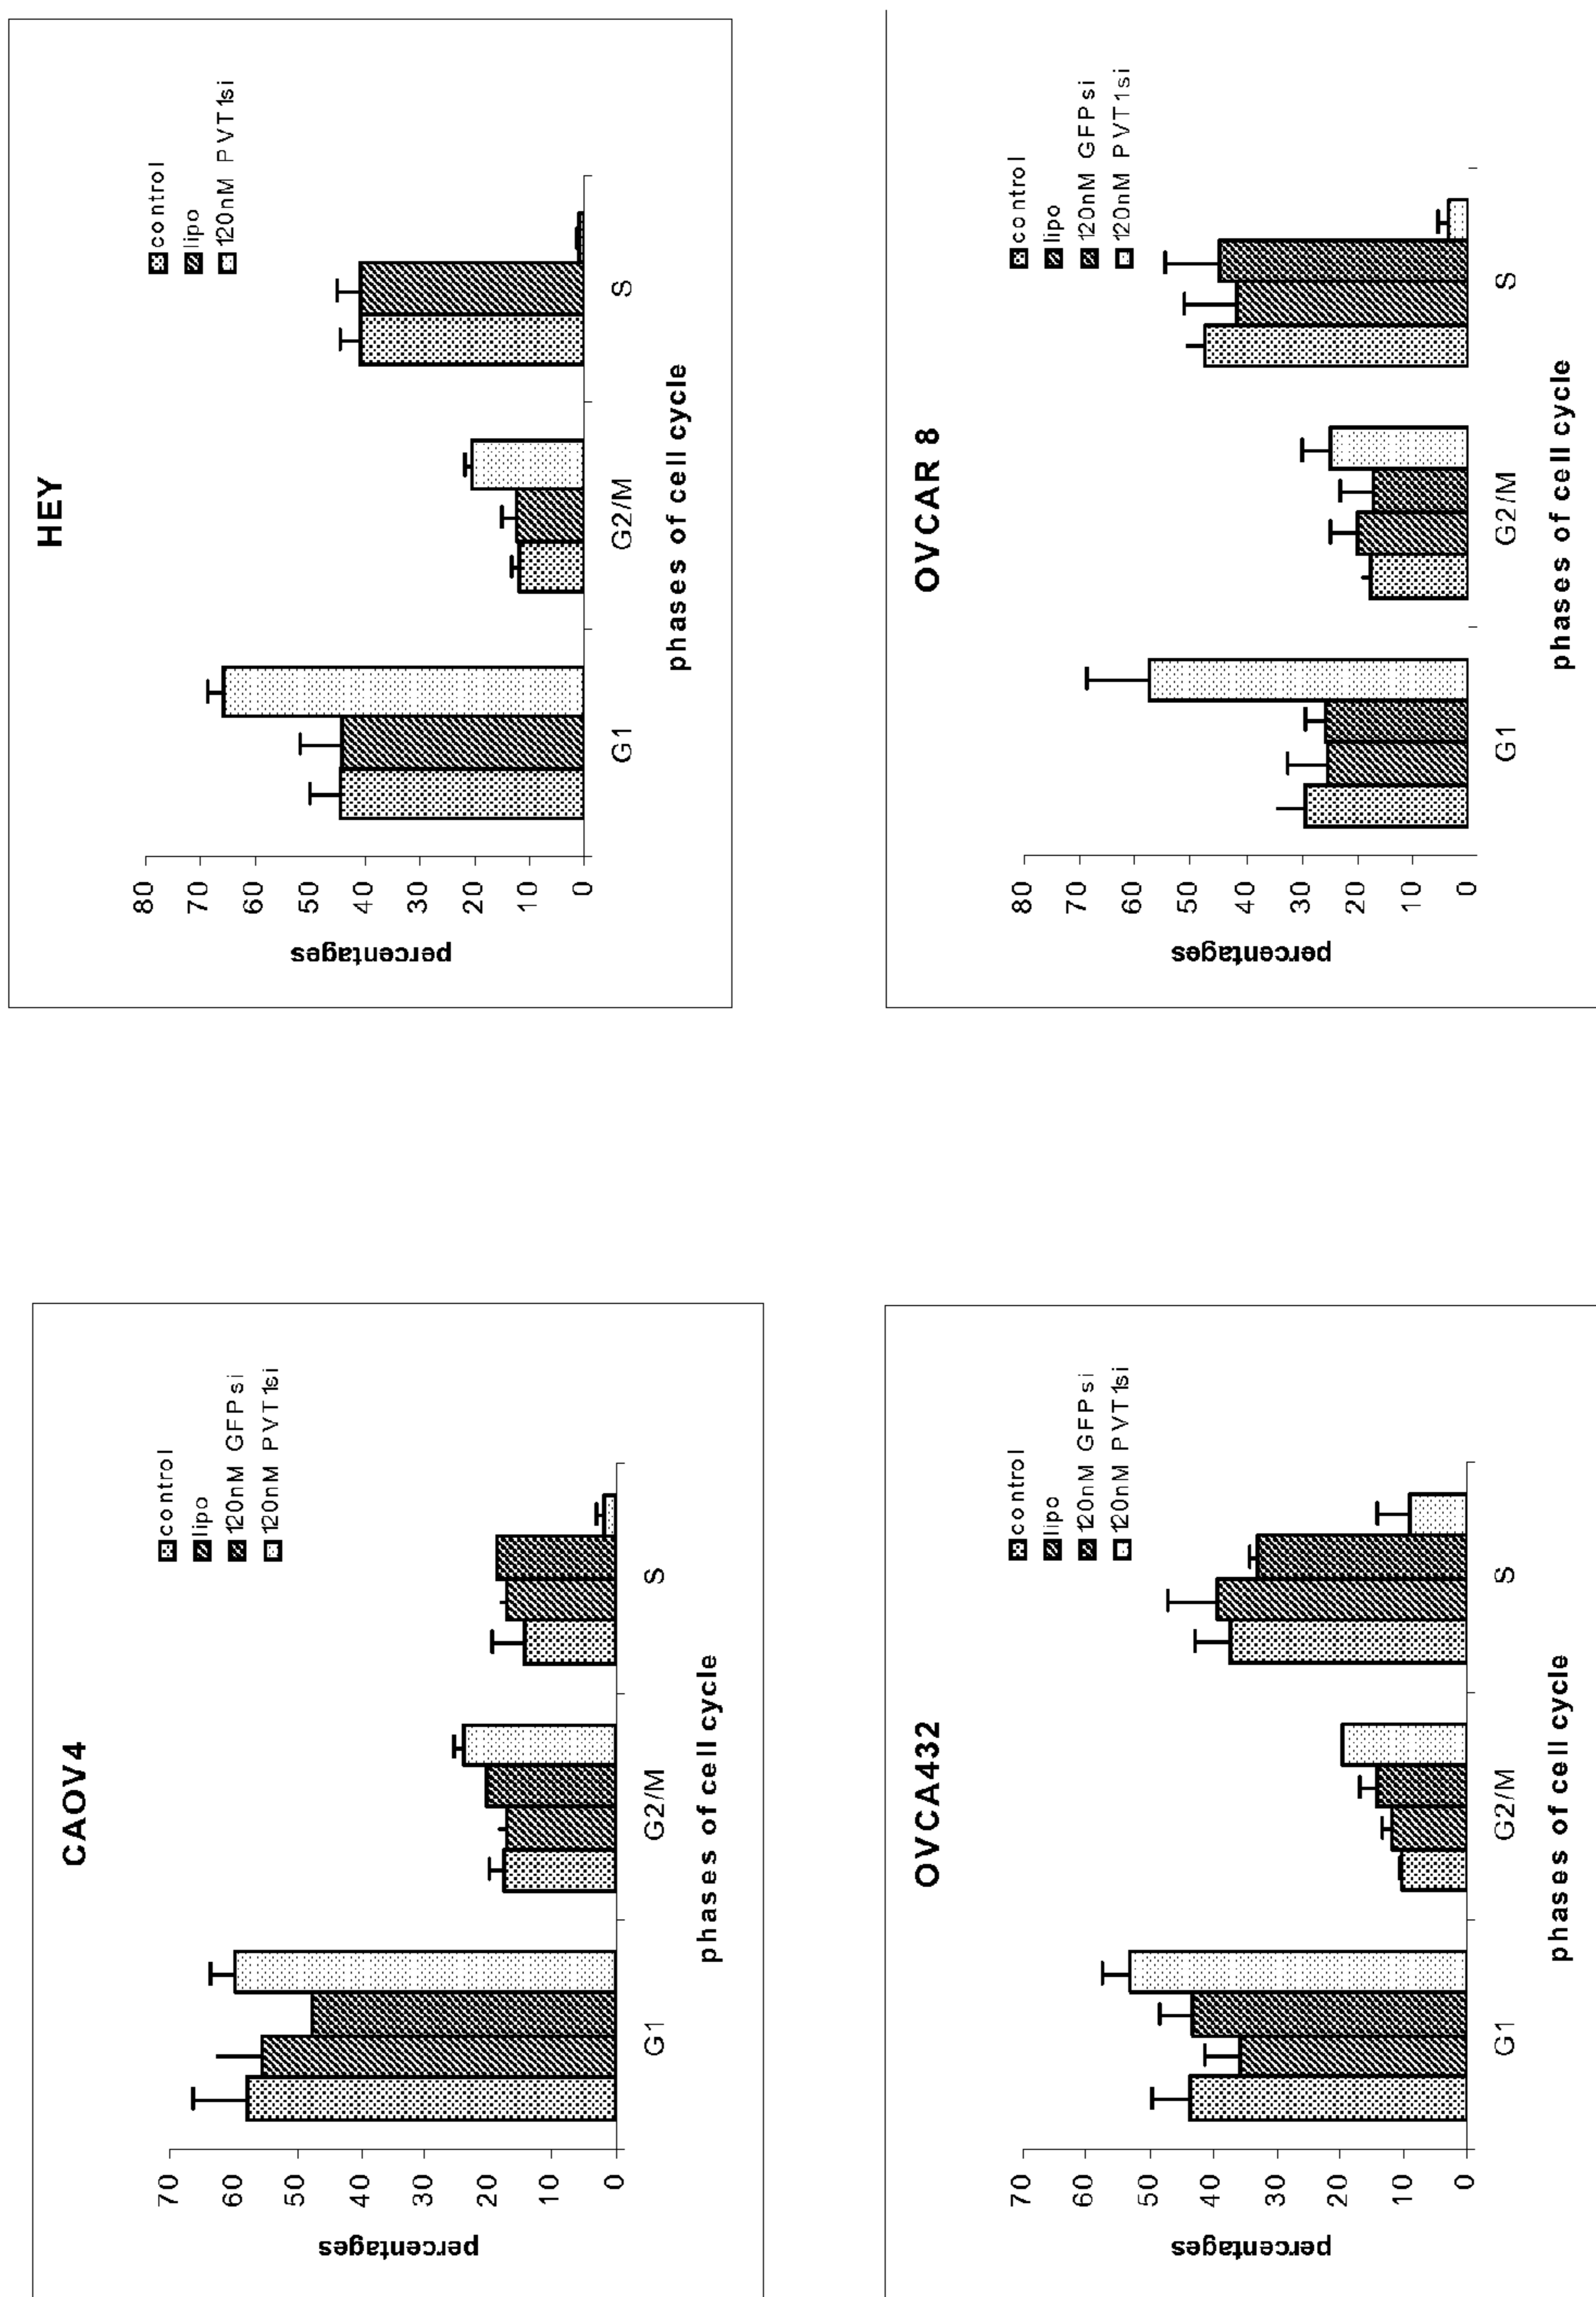 CAOV4
control
lipo
120nM GFPsi
120nM PVT1si
percentages
70
60
50
40
30
20
10
0
G1
G2/M
S
phases of cell cycle
HEY
control
lipo
120nM PVT1si
percentages
80
70
60
50
40
30
20
10
0
G1
G2/M
S
phases of cell cycle
OVCA432
control
lipo
120nM GFPsi
120nM PVT1si
percentages
70
60
50
40
30
20
10
0
G1
G2/M
S
phases of cell cycle
OVCAR 8
control
lipo
120nM GFPsi
120nM PVT1si
percentages
80
70
60
50
40
30
20
10
0
G1
G2/M
S
phases of cell cycle